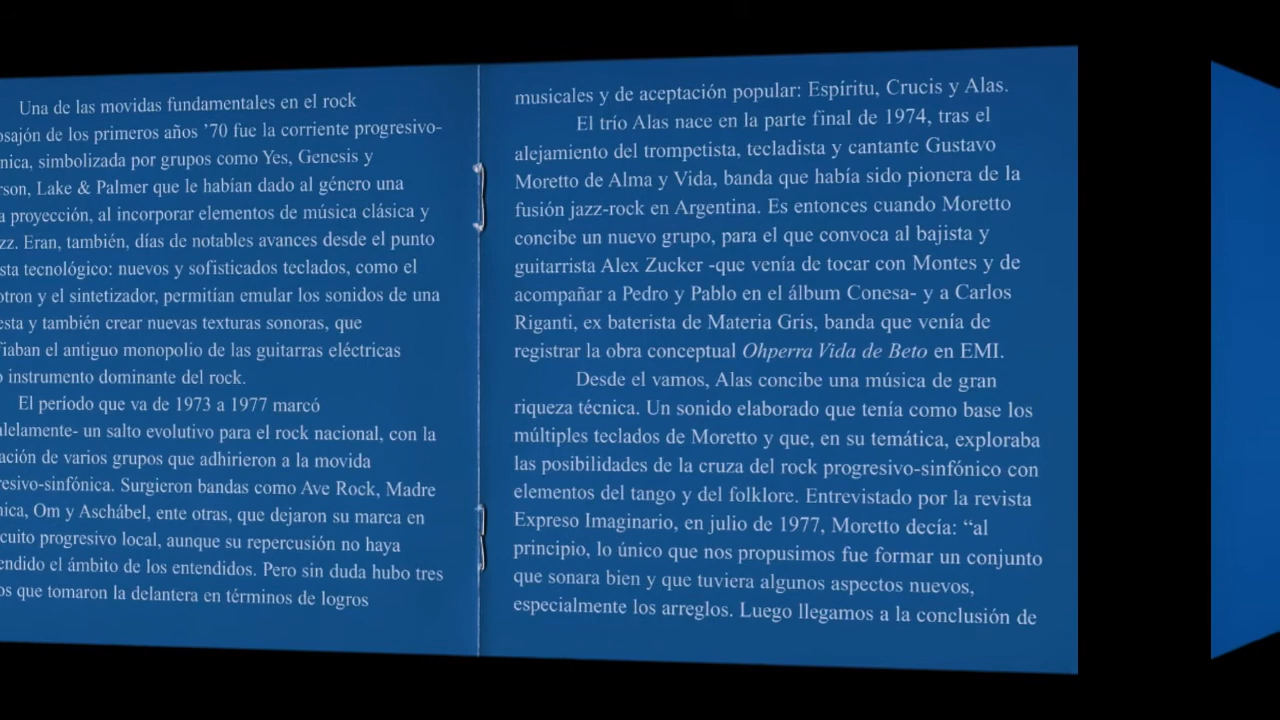 Una de las movidas fundamentales en el rock
de los primeros años ’70 fue la corriente progresivo-
simbolizada por grupos como Yes, Genesis y
Lake & Palmer que le habían dado al género una
proyección, al incorporar elementos de música clásica y
Eran, también, días de notables avances desde el punto
tecnológico: nuevos y sofisticados teclados, como el
y el sintetizador, permitían emular los sonidos de una
y también crear nuevas texturas sonoras, que
el antiguo monopolio de las guitarras eléctricas
instrumento dominante del rock.
El período que va de 1973 a 1977 marcó
un salto evolutivo para el rock nacional, con la
de varios grupos que adhirieron a la movida
Surgieron bandas como Ave Rock, Madre
Om y Aschábel, ente otras, que dejaron su marca en
progresivo local, aunque su repercusión no haya
el ámbito de los entendidos. Pero sin duda hubo tres
que tomaron la delantera en términos de logros
musicales y de aceptación popular: Espíritu, Crucis y Alas.
El trío Alas nace en la parte final de 1974, tras el
alejamiento del trompetista, tecladista y cantante Gustavo
Moretto de Alma y Vida, banda que había sido pionera de la
fusión jazz-rock en Argentina. Es entonces cuando Moretto
concibe un nuevo grupo, para el que convoca al bajista y
guitarrista Alex Zucker -que venía de tocar con Montes y de
acompañar a Pedro y Pablo en el álbum Conesa- y a Carlos
Riganti, ex baterista de Materia Gris, banda que venía de
registrar la obra conceptual Ohperra Vida de Beto en EMI.
Desde el vamos, Alas concibe una música de gran
riqueza técnica. Un sonido elaborado que tenía como base los
múltiples teclados de Moretto y que, en su temática, exploraba
las posibilidades de la cruza del rock progresivo-sinfónico con
elementos del tango y del folklore. Entrevistado por la revista
Expreso Imaginario, en julio de 1977, Moretto decía: “al
principio, lo único que nos propusimos fue formar un conjunto
que sonara bien y que tuviera algunos aspectos nuevos,
especialmente los arreglos. Luego llegamos a la conclusión de